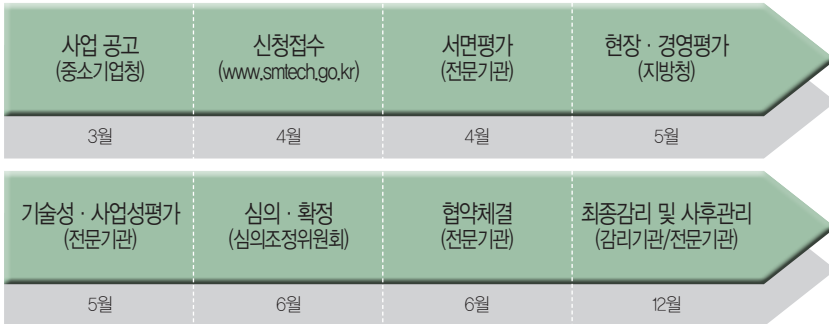 사업 공고
(중소기업청)
신청접수
(www.smtech.go.kr)
서면평가
(전문기관)
현장 · 경영평가
(지방청)
3월
4월
4월
5월
기술성 · 사업성평가
(전문기관)
심의 · 확정
(심의조정위원회)
협약체결
(전문기관)
최종감리 및 사후관리
(감리기관/전문기관)
5월
6월
6월
12월